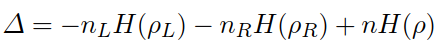 Δ = −n_L H(ρ_L) − n_R H(ρ_R) + nH(ρ)